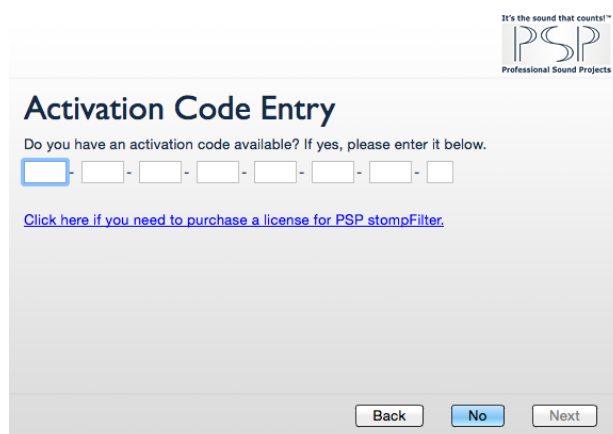 It's the sound that counts!™
PSP
Professional Sound Projects
Activation Code Entry
Do you have an activation code available? If yes, please enter it below.
- - - - - - -
Click here if you need to purchase a license for PSP stompFilter.
Back No Next